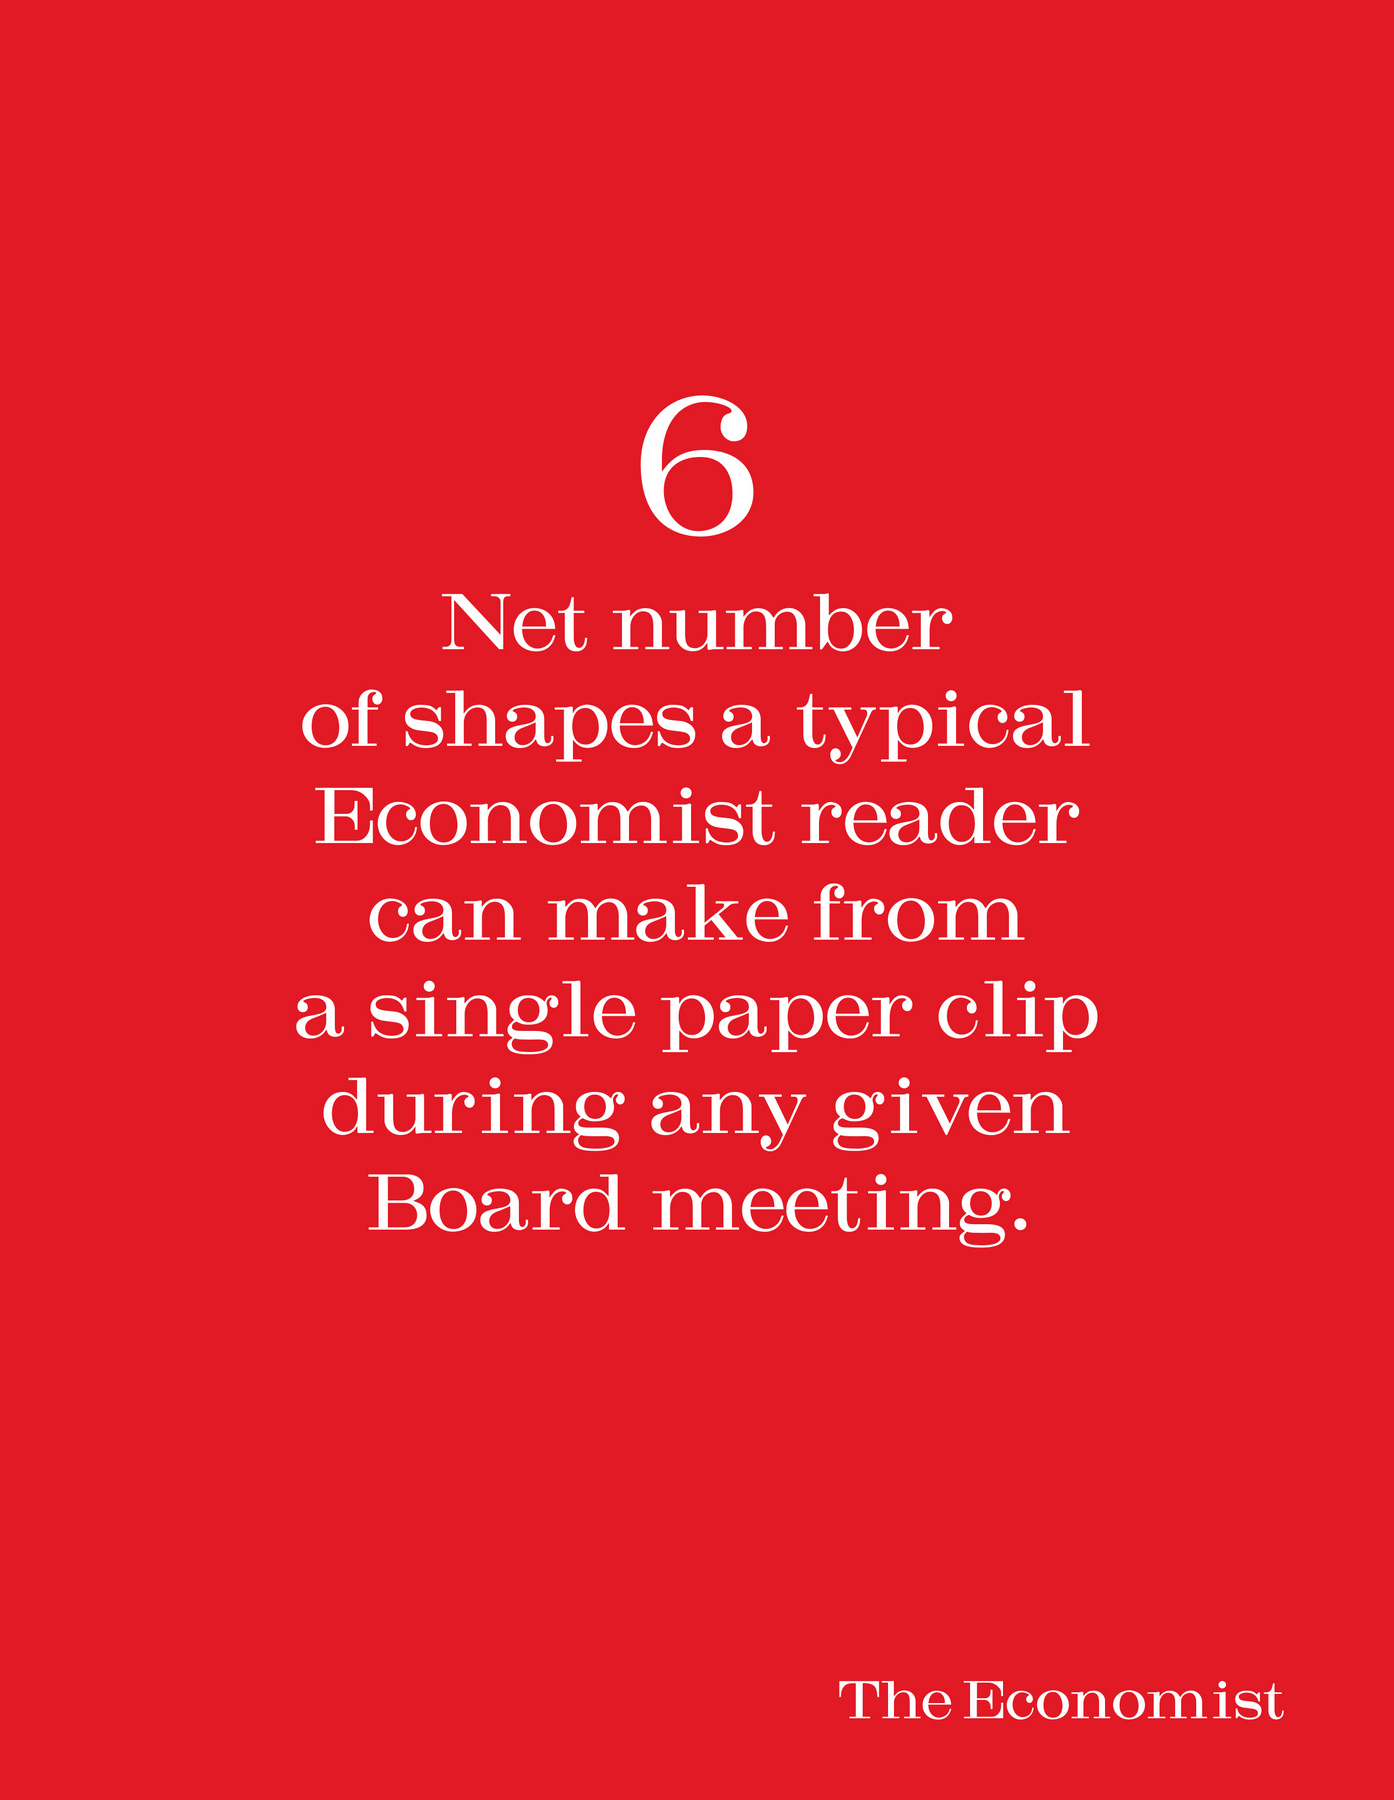 6
Net number
of shapes a typical
Economist reader
can make from
a single paper clip
during any given
Board meeting.
The Economist